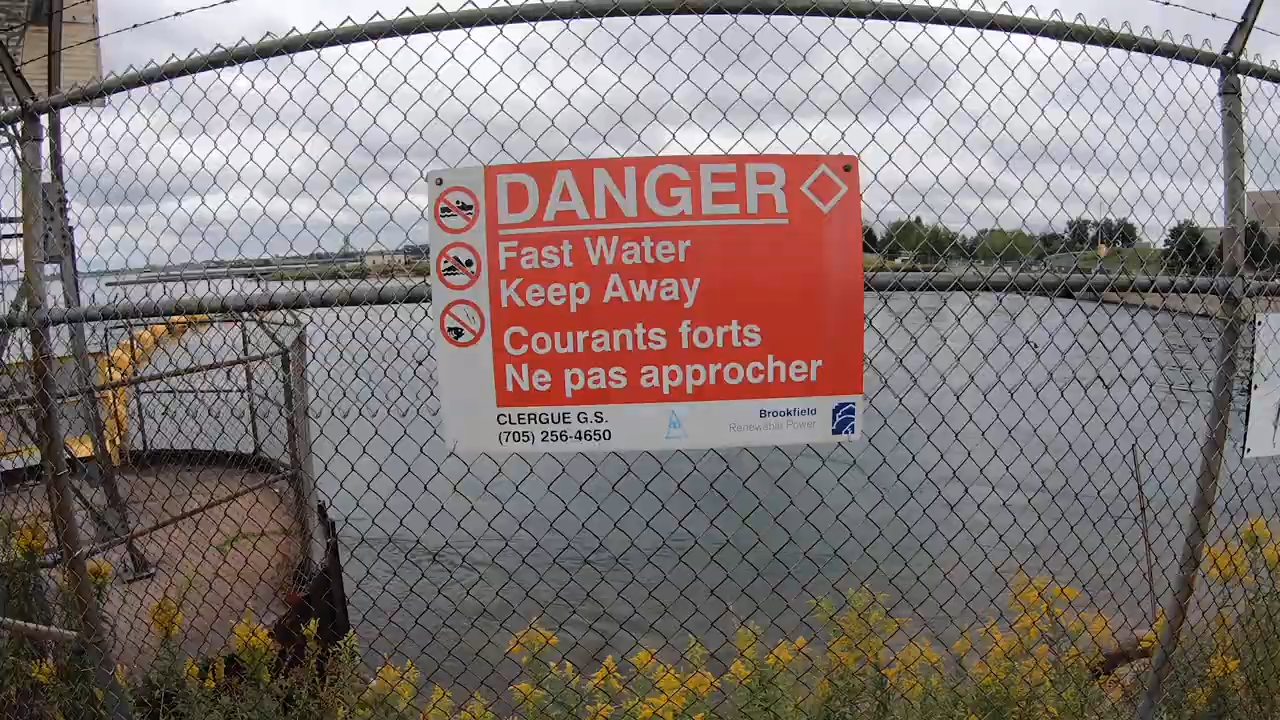 DANGER
Fast Water
Keep Away
Courants forts
Ne pas approcher
CLERGUE G.S.
(705) 256-4650
Brookfield
Renewable Power